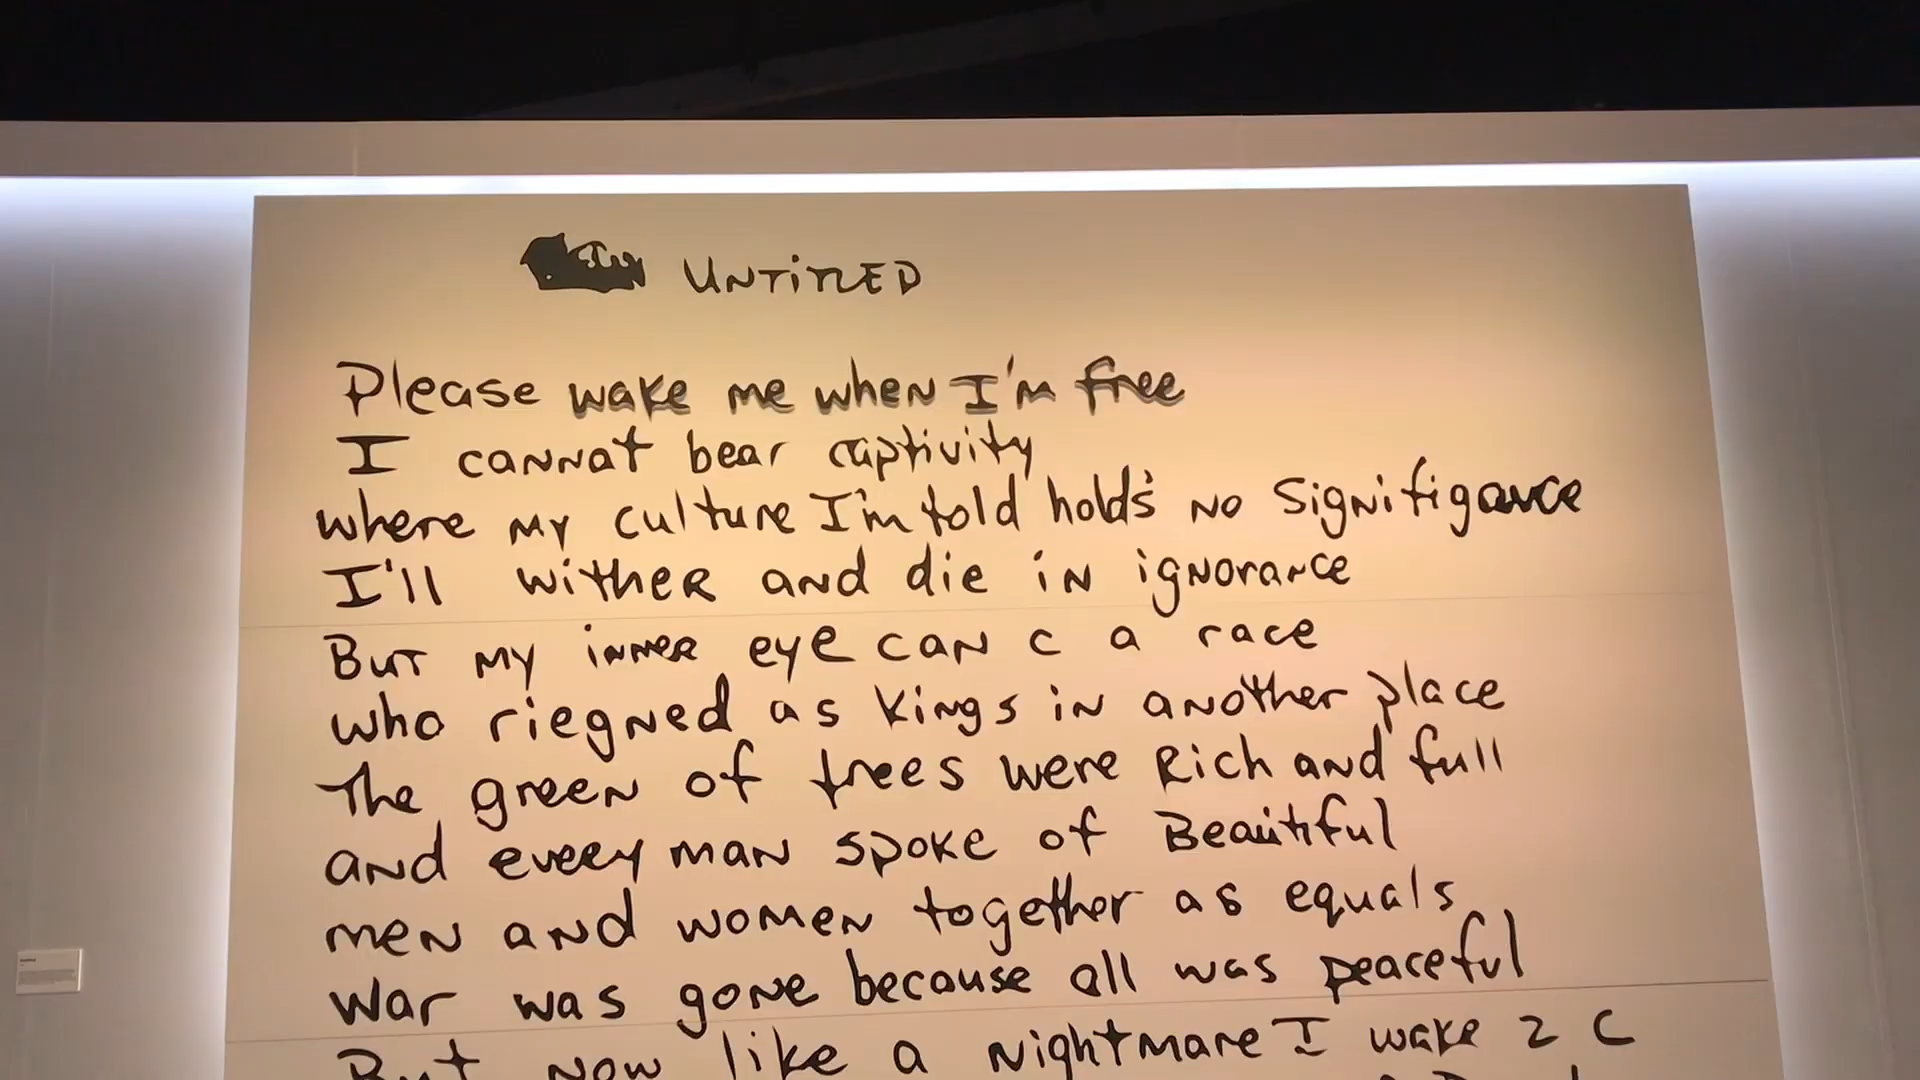 UNTITLED
Please wake me when I'm free
I cannot bear captivity
where my culture I'm told holds no signifigance
I'll wither and die in ignorance
But my inner eye can c a race
who riegned as kings in another place
the green of trees were Rich and full
and every man spoke of Beautiful
men and women together as equals
War was gone because all was peaceful
But now like a nightmare I wake 2 C